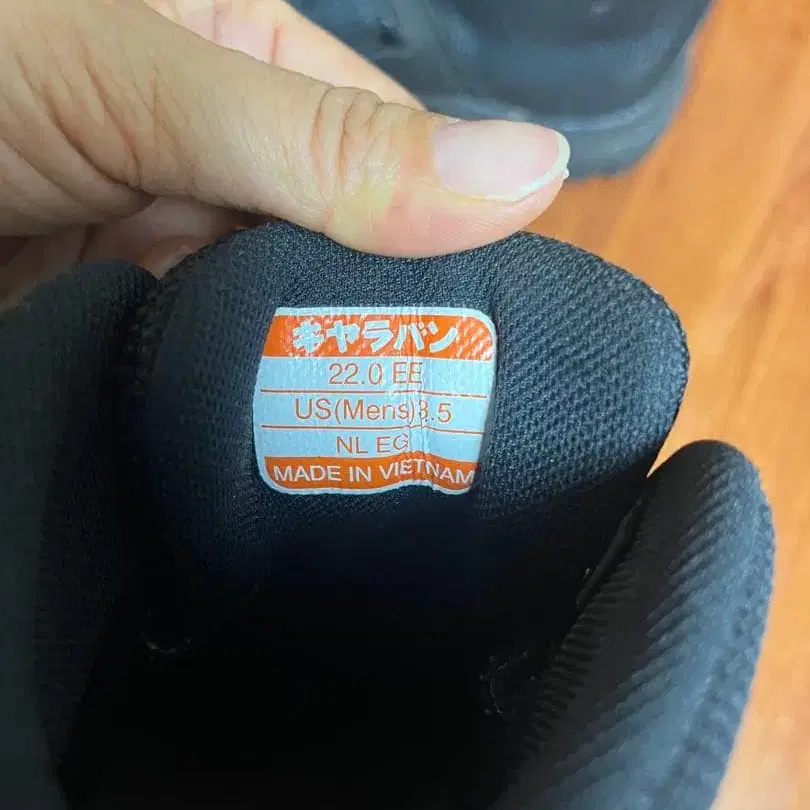 キャラバン
22.0 EE
US(Mens)3.5
NL EG
MADE IN VIETNAM